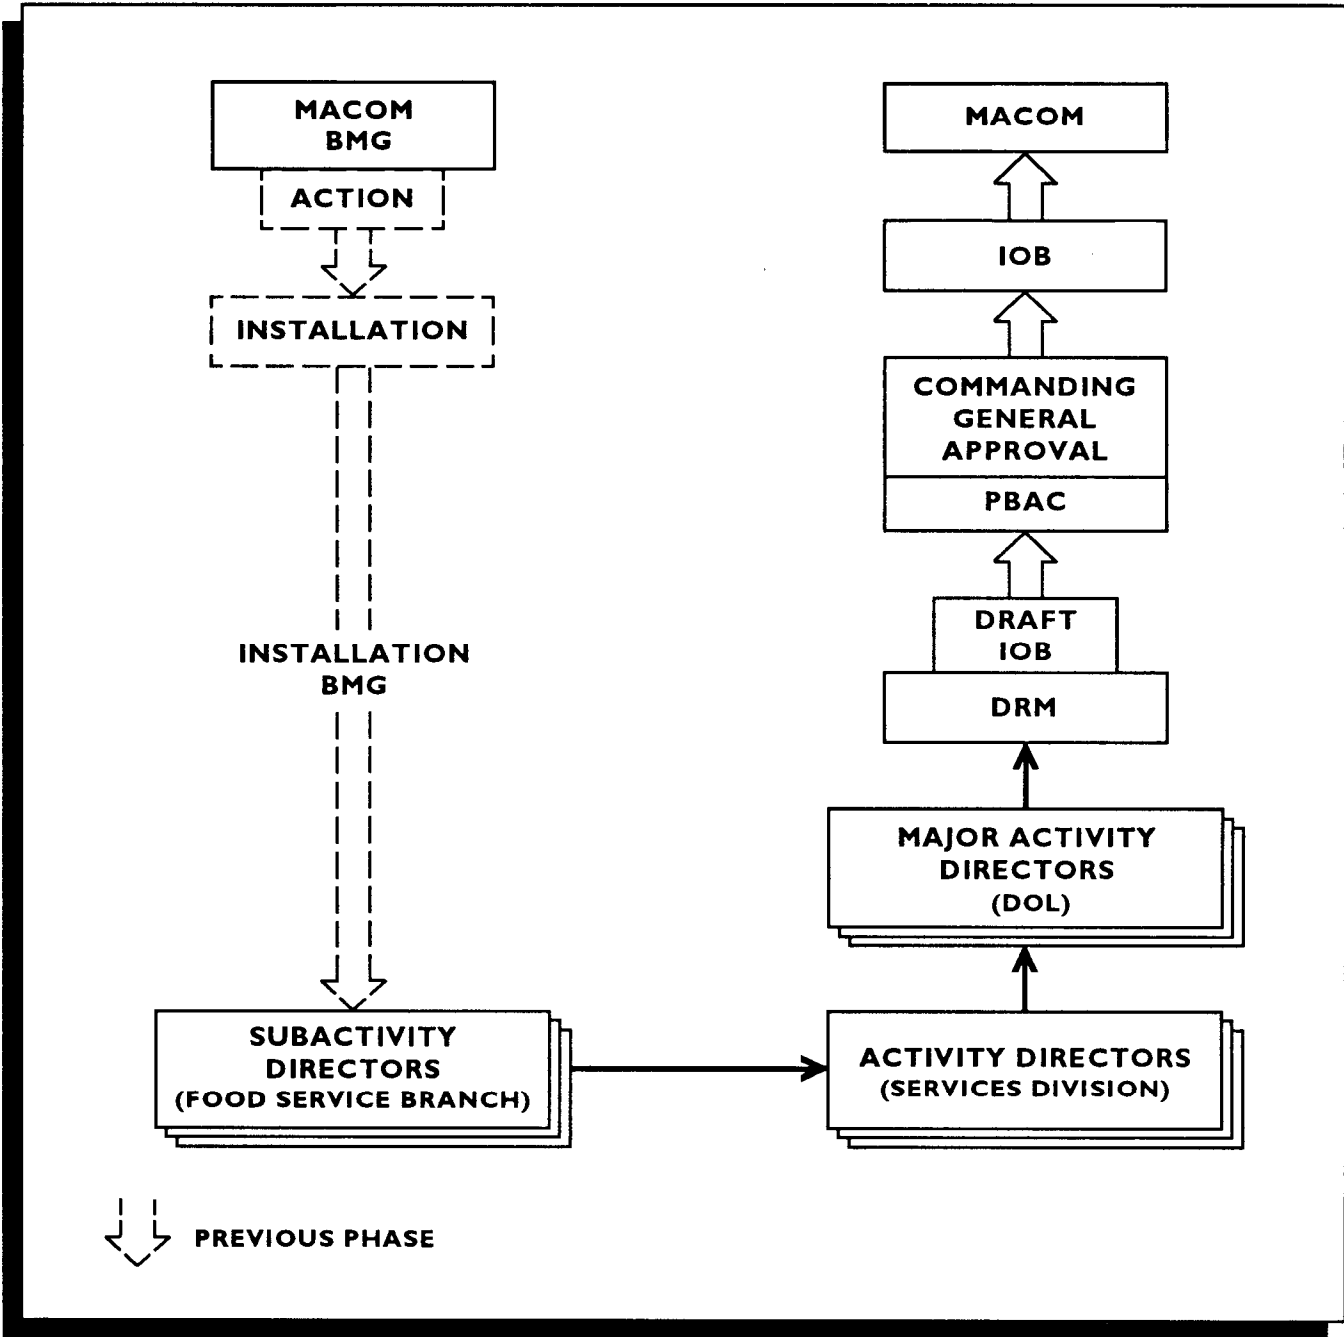 MACOM
BMG
ACTION
INSTALLATION
INSTALLATION
BMG
SUBACTIVITY
DIRECTORS
(FOOD SERVICE BRANCH)
MACOM
IOB
COMMANDING
GENERAL
APPROVAL
PBAC
DRAFT
IOB
DRM
MAJOR ACTIVITY
DIRECTORS
(DOL)
ACTIVITY DIRECTORS
(SERVICES DIVISION)
PREVIOUS PHASE